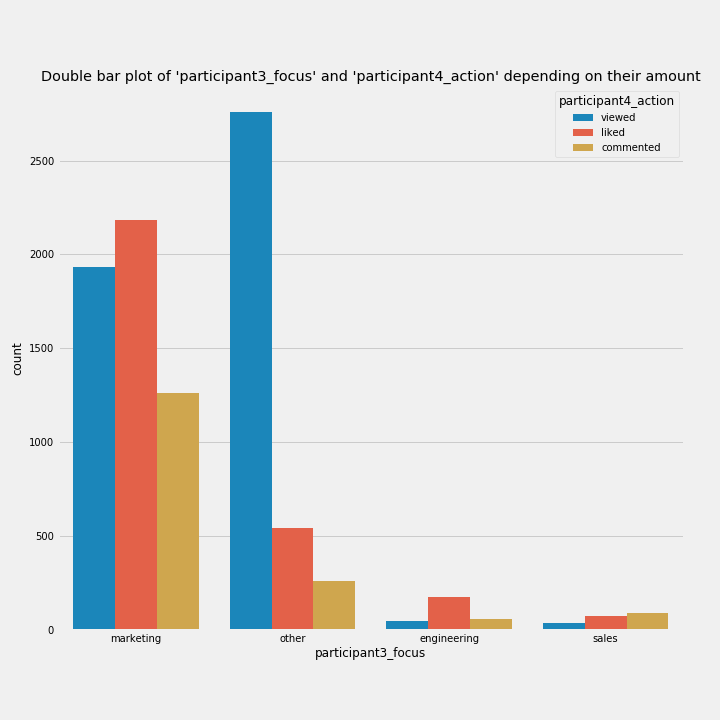 Double bar plot of 'participant3_focus' and 'participant4_action' depending on their amount
participant4_action
viewed
liked
commented
2500
2000
1500
1000
500
0
count
marketing other engineering sales
participant3_focus